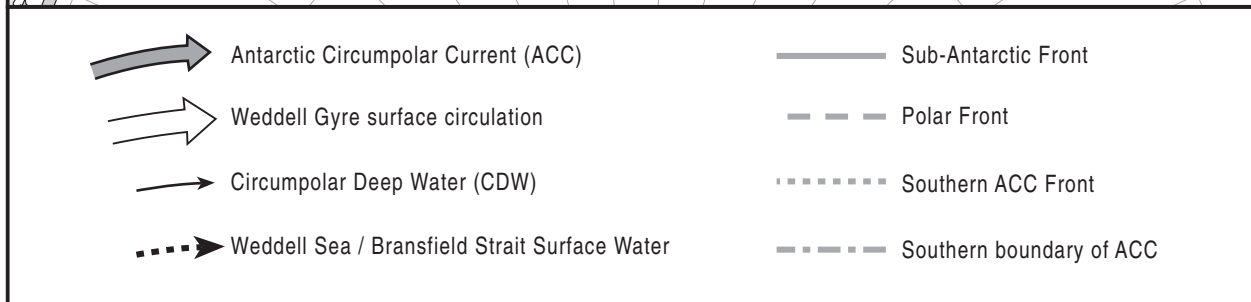 Antarctic Circumpolar Current (ACC)
Weddell Gyre surface circulation
Circumpolar Deep Water (CDW)
Weddell Sea / Bransfield Strait Surface Water
Sub-Antarctic Front
Polar Front
Southern ACC Front
Southern boundary of ACC